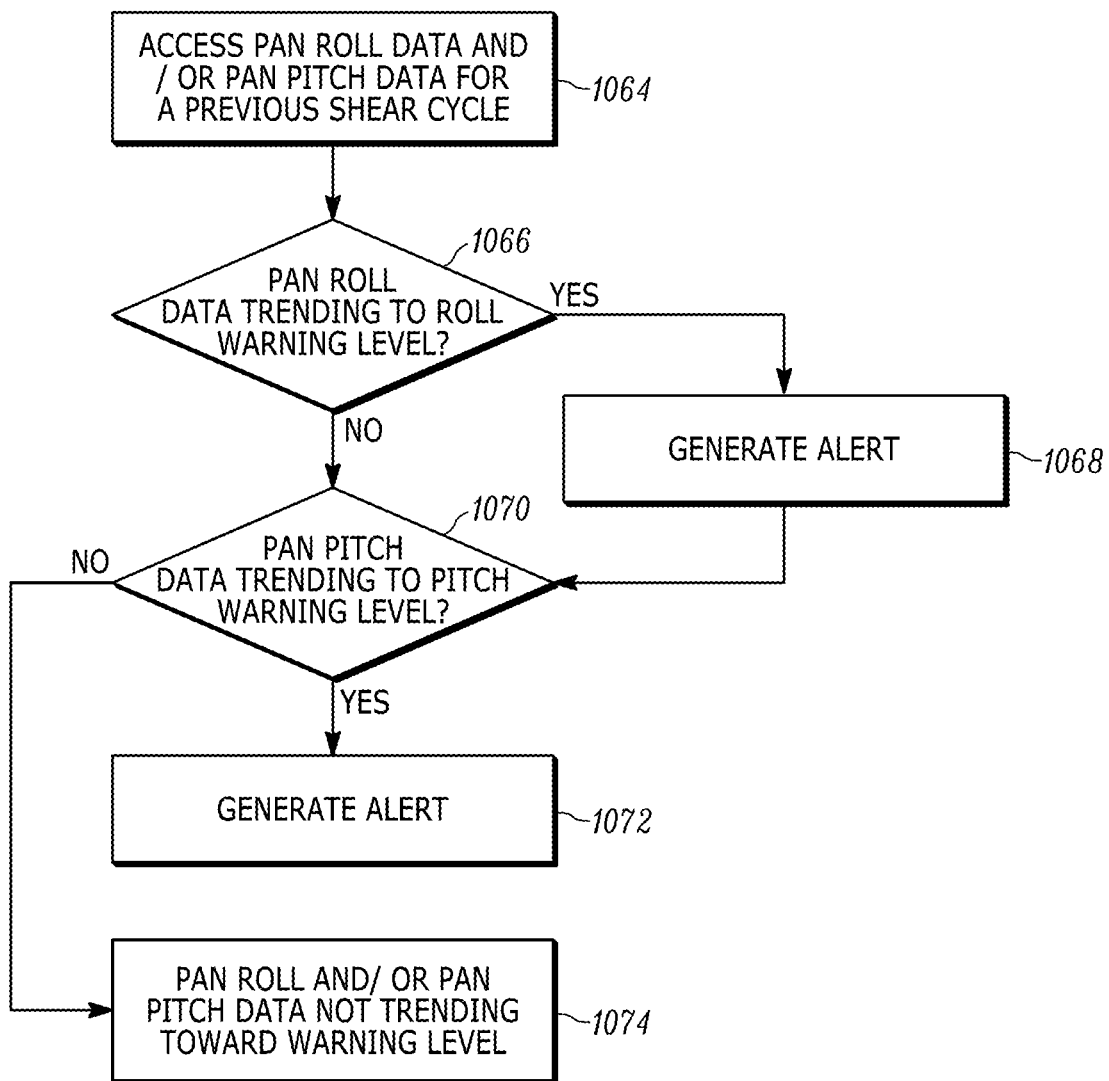 ACCESS PAN ROLL DATA AND
/ OR PAN PITCH DATA FOR
A PREVIOUS SHEAR CYCLE
1064
1066
PAN ROLL
DATA TRENDING TO ROLL
WARNING LEVEL?
YES
NO
GENERATE ALERT
1068
1070
NO
PAN PITCH
DATA TRENDING TO PITCH
WARNING LEVEL?
YES
GENERATE ALERT
1072
PAN ROLL AND/ OR PAN
PITCH DATA NOT TRENDING
TOWARD WARNING LEVEL
1074